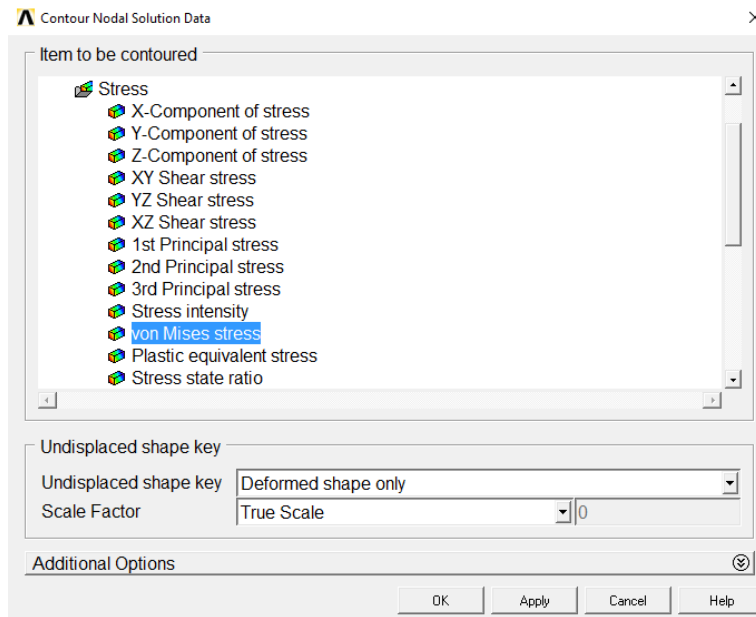 Contour Nodal Solution Data
Item to be contoured
Stress
X-Component of stress
Y-Component of stress
Z-Component of stress
XY Shear stress
YZ Shear stress
XZ Shear stress
1st Principal stress
2nd Principal stress
3rd Principal stress
Stress intensity
von Mises stress
Plastic equivalent stress
Stress state ratio
Undisplaced shape key
Undisplaced shape key Deformed shape only
Scale Factor True Scale 0
Additional Options
OK Apply Cancel Help